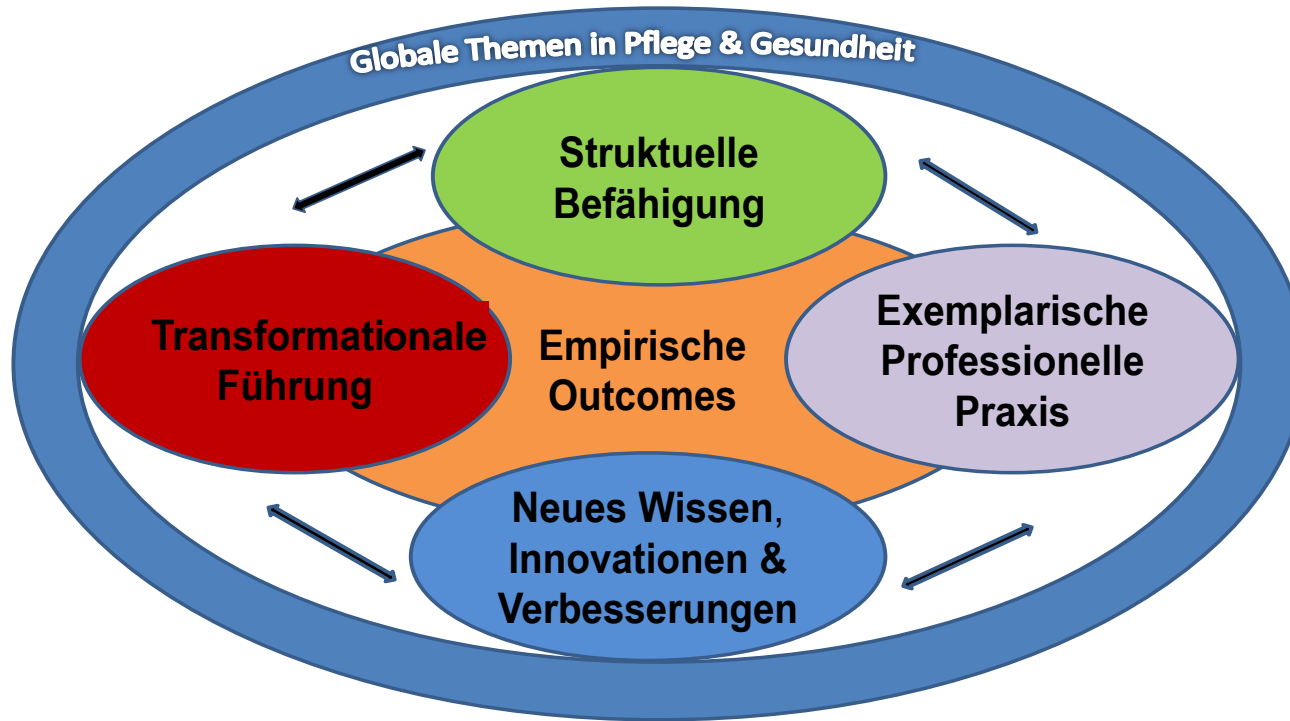 Globale Themen in Pflege & Gesundheit
Struktuelle
Befähigung
Transformationale
Führung
Empirische
Outcomes
Exemplarische
Professionelle
Praxis
Neues Wissen,
Innovationen &
Verbesserungen